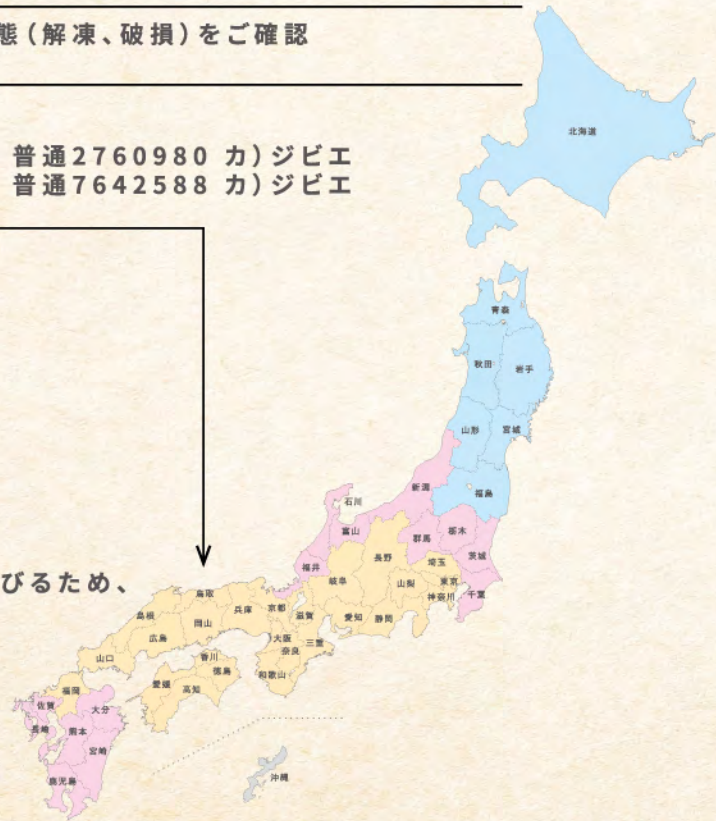 態(解凍、破損)をご確認
普通2760980 カ)ジビエ
普通7642588 カ)ジビエ
びるため、
北海道
青森
秋田
岩手
山形
宮城
新潟
福島
石川
富山
群馬
栃木
茨城
福井
長野
埼玉
岐阜
山梨
東京
神奈川
千葉
鳥取
島根
岡山
兵庫
京都
滋賀
愛知
静岡
広島
大阪
三重
奈良
山口
香川
徳島
和歌山
愛媛
高知
福岡
佐賀
大分
長崎
熊本
宮崎
鹿児島
沖縄